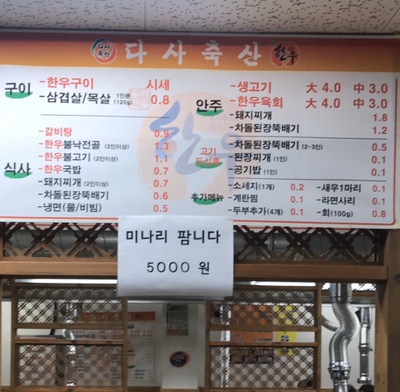 다사축산
다사축산 한우
구이
-한우구이 시세
-삼겹살/목살 1인분 (120g) 0.8
식사
-갈비탕 0.9
-한우불낙전골 (2인이상) 1.3
-한우불고기 (2인이상) 1.1
-한우국밥 0.7
-돼지찌개 (2인이상) 0.7
-차돌된장뚝배기 0.6
-냉면(물/비빔) 0.5
안주
-생고기 大 4.0 中 3.0
-한우육회 大 4.0 中 3.0
-돼지찌개 1.8
-차돌된장뚝배기 1.2
고기
-차돌된장뚝배기 (2~3인) 0.5
-된장찌개 (1인) 0.1
-공기밥 (1인) 0.1
추가메뉴
-소세지(1개) 0.2 -새우1마리 0.1
-계란찜 0.1 -라면사리 0.1
-두부추가(4개) 0.1 -회(100g) 0.8
미나리 팝니다
5000 원